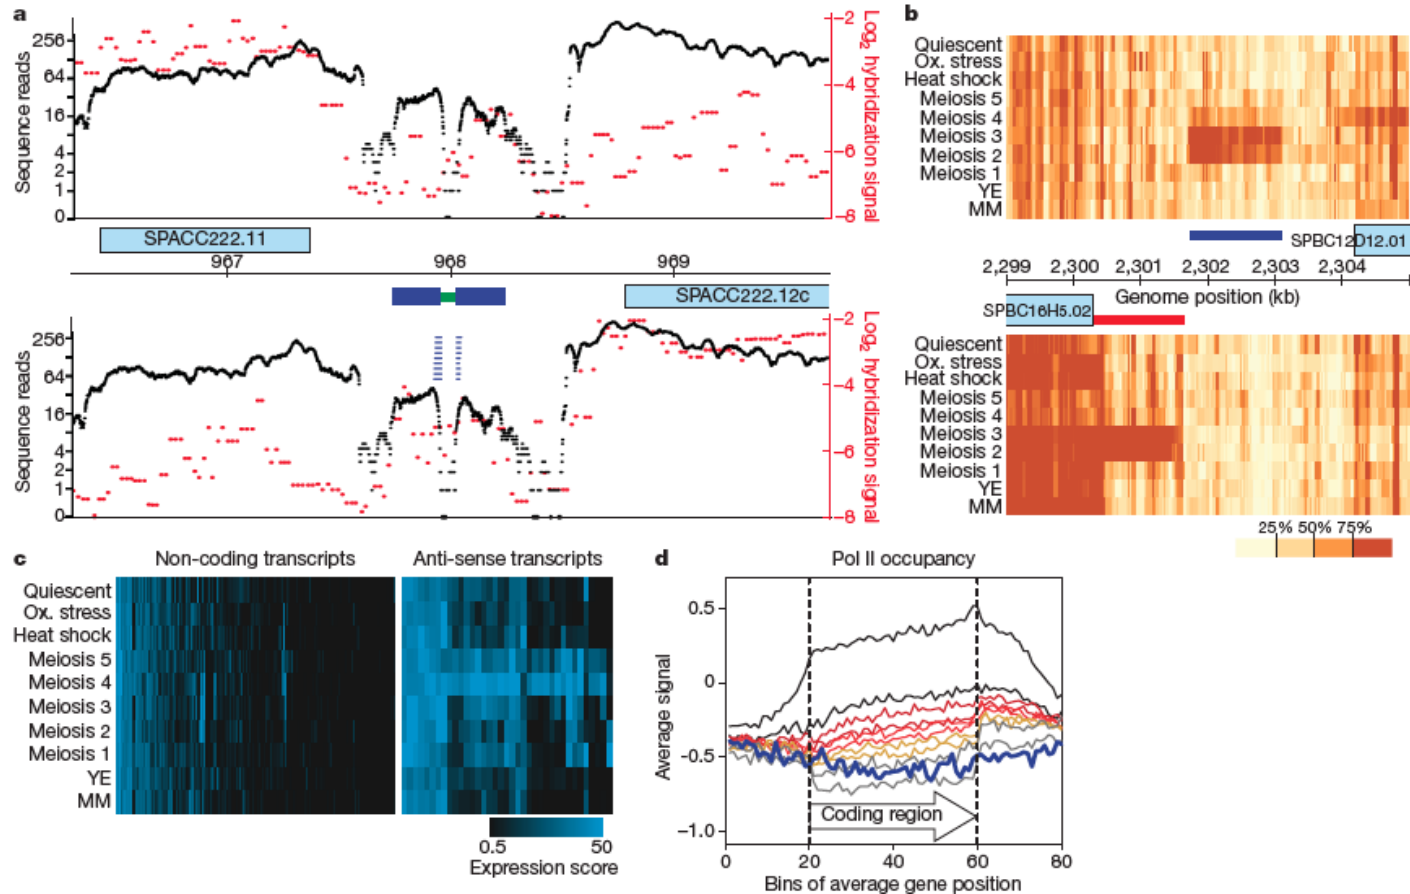 a
Sequence reads
256
64
16
4
2
1
0
−2
−4
−6
−8
Log2 hybridization signal
SPACC222.11
967
968
969
SPACC222.12c
Sequence reads
256
64
16
4
2
1
0
−2
−4
−6
−8
Log2 hybridization signal
b
Quiescent
Ox. stress
Heat shock
Meiosis 5
Meiosis 4
Meiosis 3
Meiosis 2
Meiosis 1
YE
MM
SPBC12D12.01
2,299 2,300 2,301 2,302 2,303 2,304
Genome position (kb)
SPBC16H5.02
Quiescent
Ox. stress
Heat shock
Meiosis 5
Meiosis 4
Meiosis 3
Meiosis 2
Meiosis 1
YE
MM
25% 50% 75%
c
Non-coding transcripts
Anti-sense transcripts
Quiescent
Ox. stress
Heat shock
Meiosis 5
Meiosis 4
Meiosis 3
Meiosis 2
Meiosis 1
YE
MM
0.5 50
Expression score
d
Pol II occupancy
Average signal
0.5
0
−0.5
−1.0
Coding region
0 20 40 60 80
Bins of average gene position